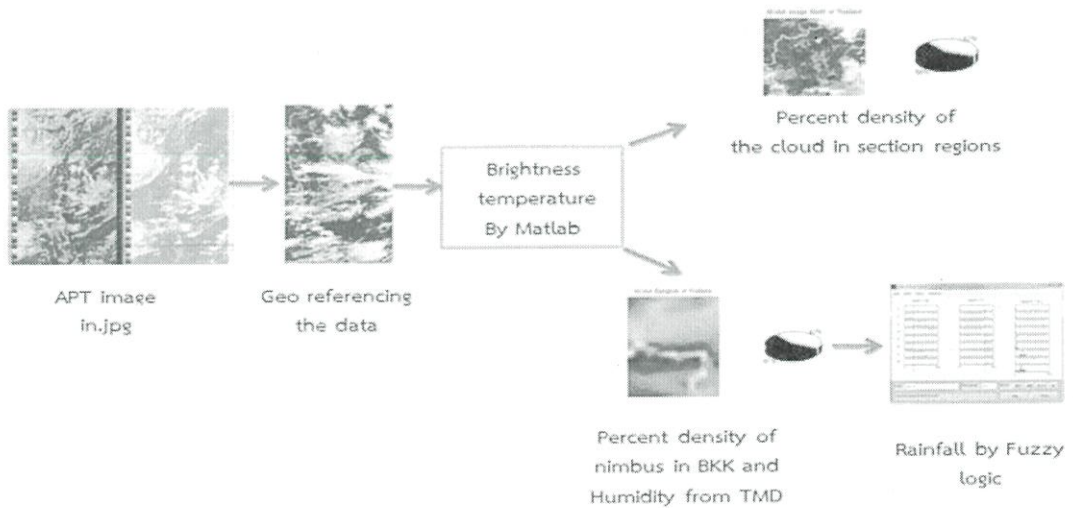 APT image
in.jpg
Geo referencing
the data
Brightness
temperature
By Matlab
Percent density of
the cloud in section regions
Percent density of
nimbus in BKK and
Humidity from TMD
Rainfall by Fuzzy
logic